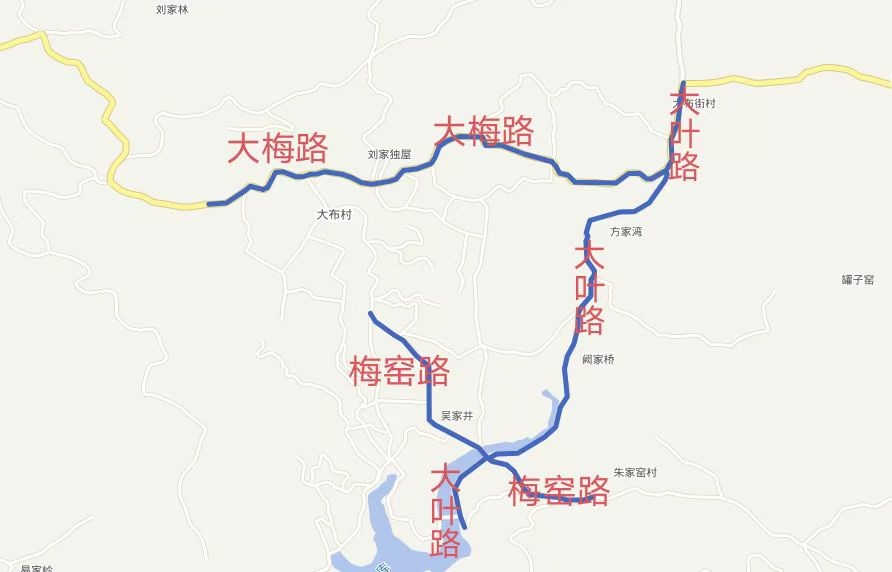 刘家林
大布街村
大叶路
大梅路
大梅路
刘家独屋
大布村
方家湾
大叶路
罐子窑
梅窑路
阙家桥
吴家井
朱家窑村
大叶路
梅窑路
易家岭